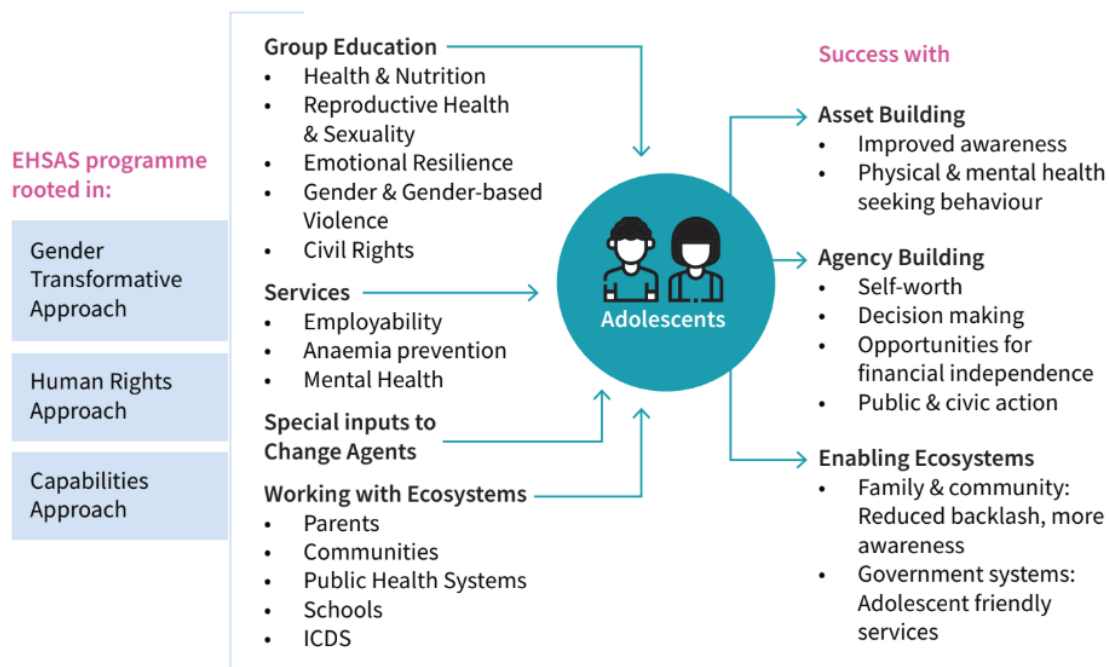 EHSAS programme
rooted in:
Gender
Transformative
Approach
Human Rights
Approach
Capabilities
Approach
Group Education
• Health & Nutrition
• Reproductive Health
& Sexuality
• Emotional Resilience
• Gender & Gender-based
Violence
• Civil Rights
Services
• Employability
• Anaemia prevention
• Mental Health
Special inputs to
Change Agents
Working with Ecosystems
• Parents
• Communities
• Public Health Systems
• Schools
• ICDS
Adolescents
Success with
Asset Building
• Improved awareness
• Physical & mental health
seeking behaviour
Agency Building
• Self-worth
• Decision making
• Opportunities for
financial independence
• Public & civic action
Enabling Ecosystems
• Family & community:
Reduced backlash, more
awareness
• Government systems:
Adolescent friendly
services